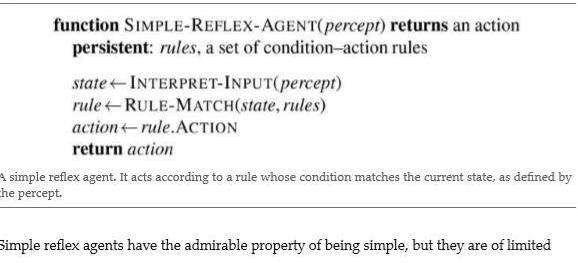 function SIMPLE-REFLEX-AGENT(percept) returns an action
persistent: rules, a set of condition–action rules
state←INTERPRET-INPUT(percept)
rule←RULE-MATCH(state, rules)
action←rule.ACTION
return action
A simple reflex agent. It acts according to a rule whose condition matches the current state, as defined by
the percept.
Simple reflex agents have the admirable property of being simple, but they are of limited